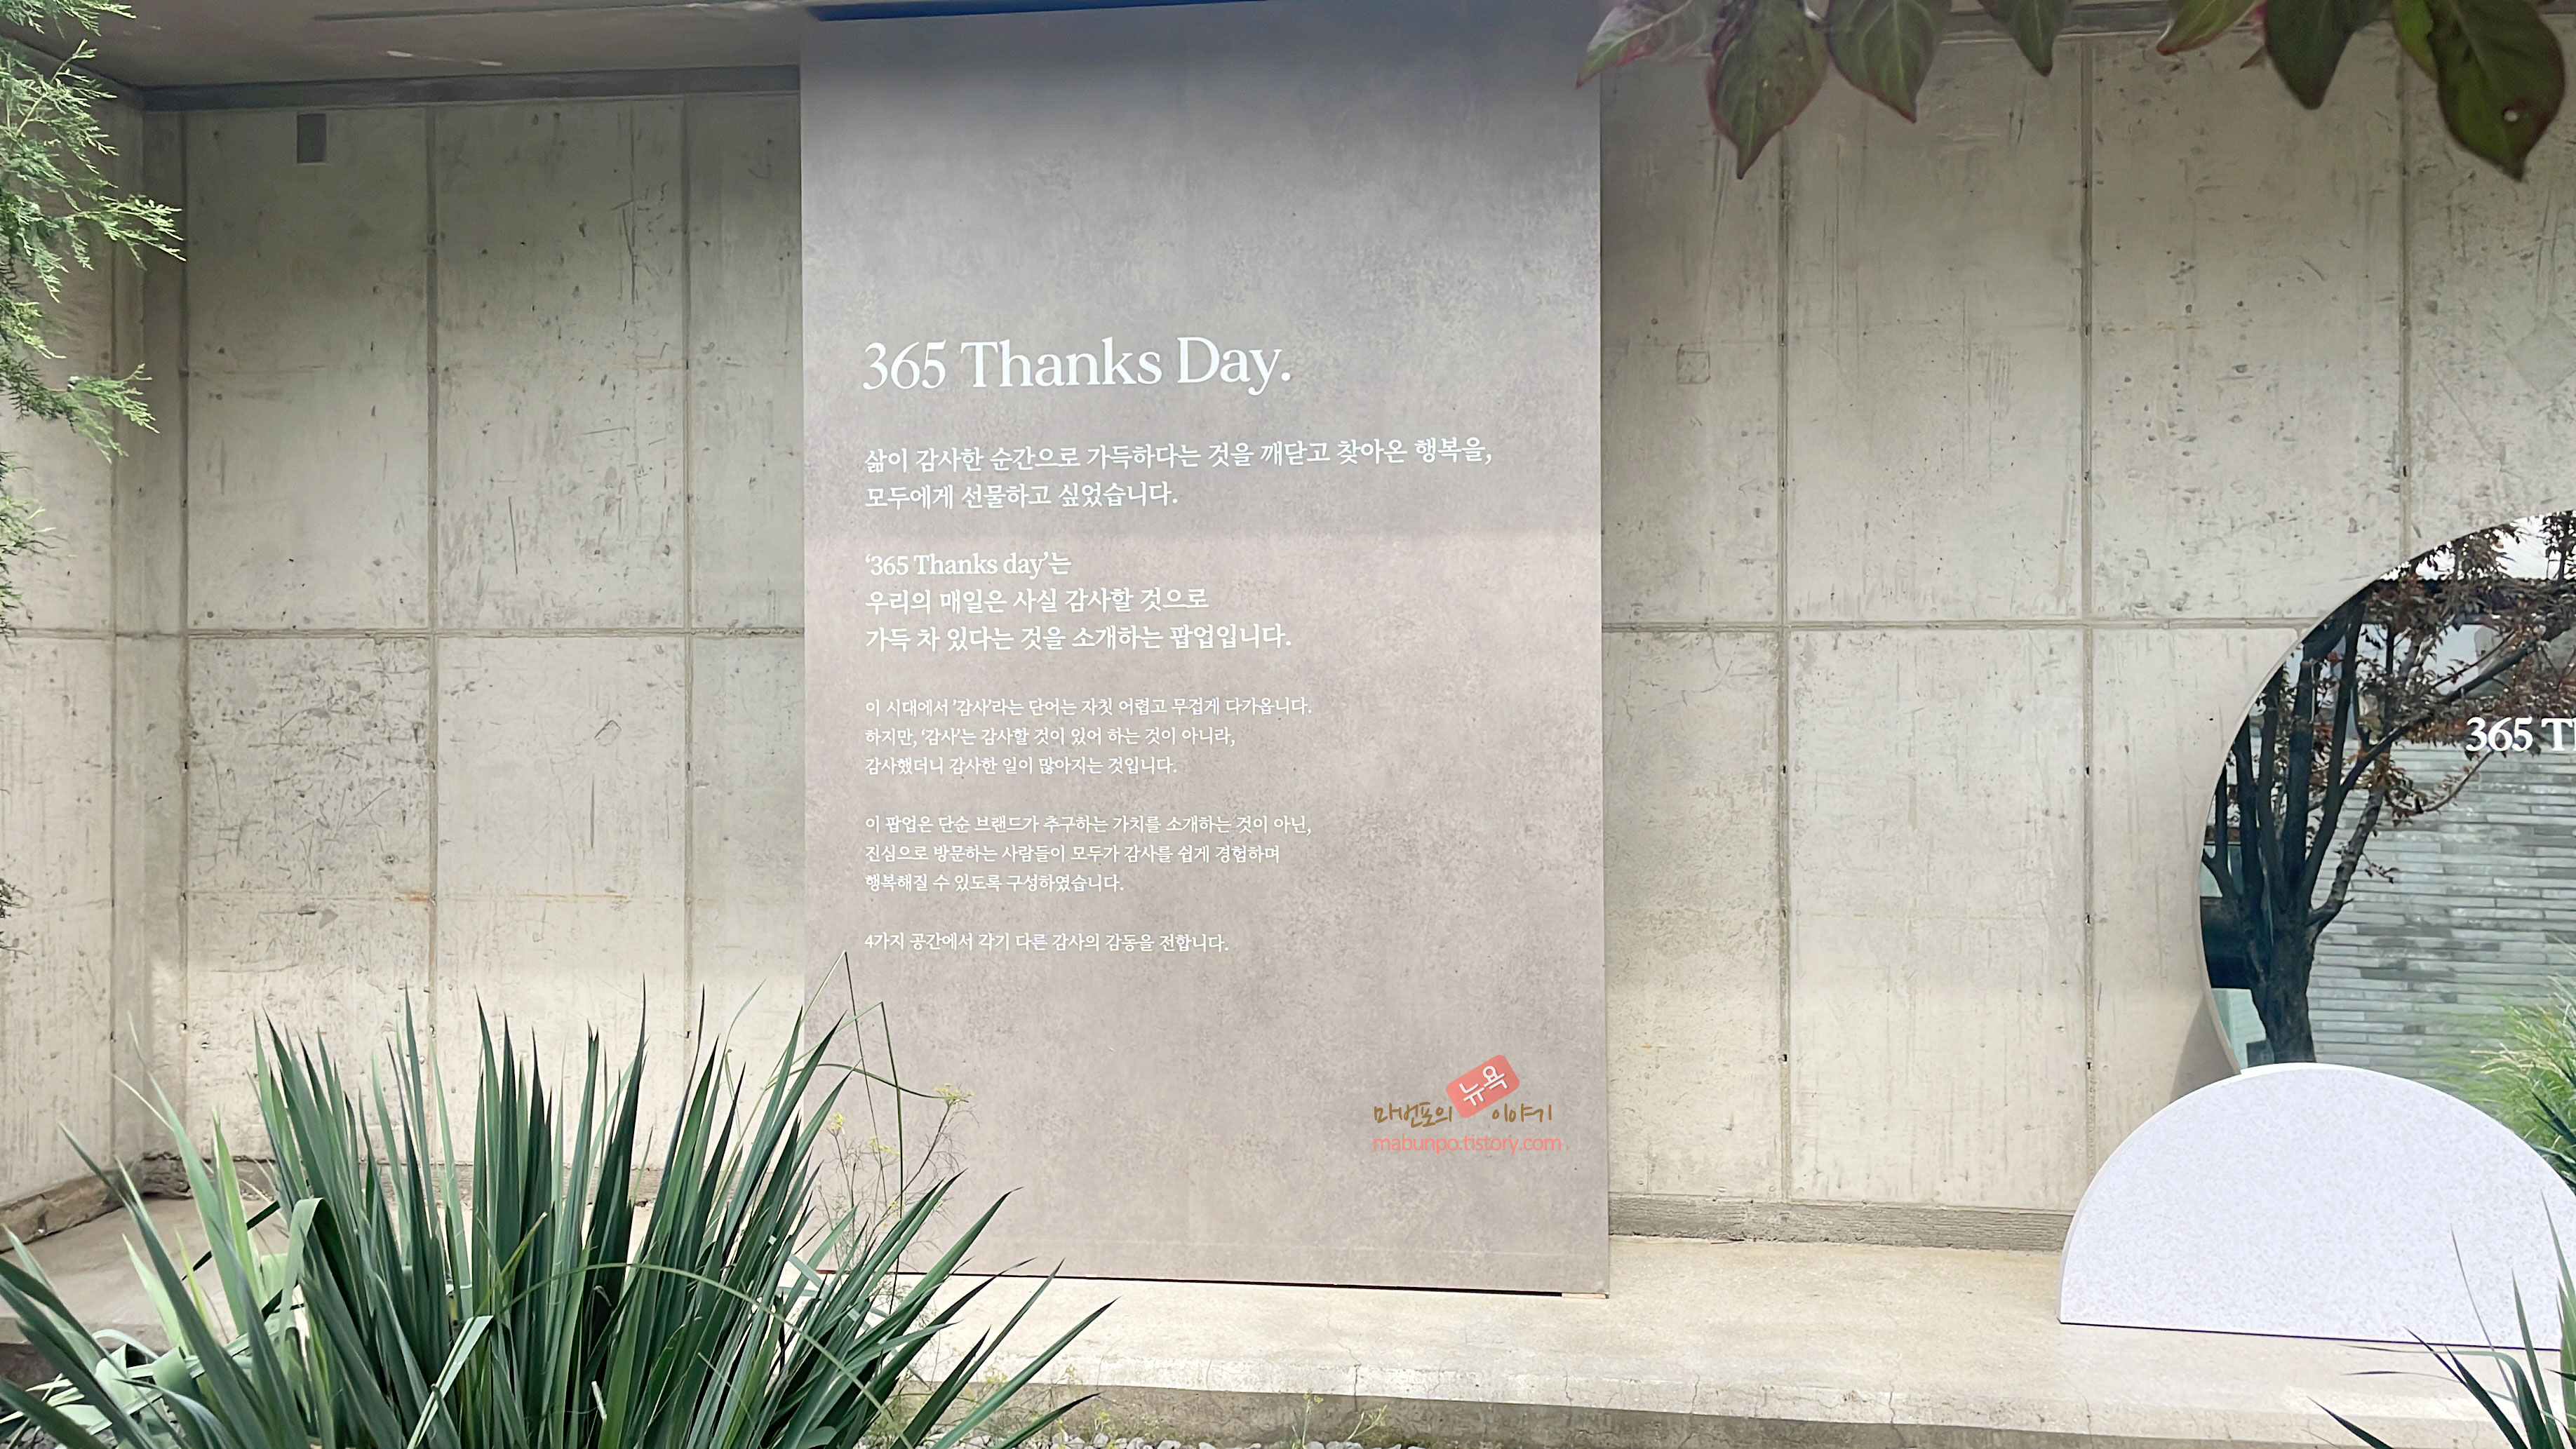 365 Thanks Day.
삶이 감사한 순간으로 가득하다는 것을 깨닫고 찾아온 행복을,
모두에게 선물하고 싶었습니다.
‘365 Thanks day’는
우리의 매일은 사실 감사할 것으로
가득 차 있다는 것을 소개하는 팝업입니다.
이 시대에서 '감사'라는 단어는 자칫 어렵고 무겁게 다가옵니다.
하지만, ‘감사’는 감사할 것이 있어 하는 것이 아니라,
감사했더니 감사한 일이 많아지는 것입니다.
이 팝업은 단순 브랜드가 추구하는 가치를 소개하는 것이 아닌,
진심으로 방문하는 사람들이 모두가 감사를 쉽게 경험하며
행복해질 수 있도록 구성하였습니다.
4가지 공간에서 각기 다른 감사의 감동을 전합니다.
365 T
마번포의 뉴욕 이야기
mabunpo.tistory.com